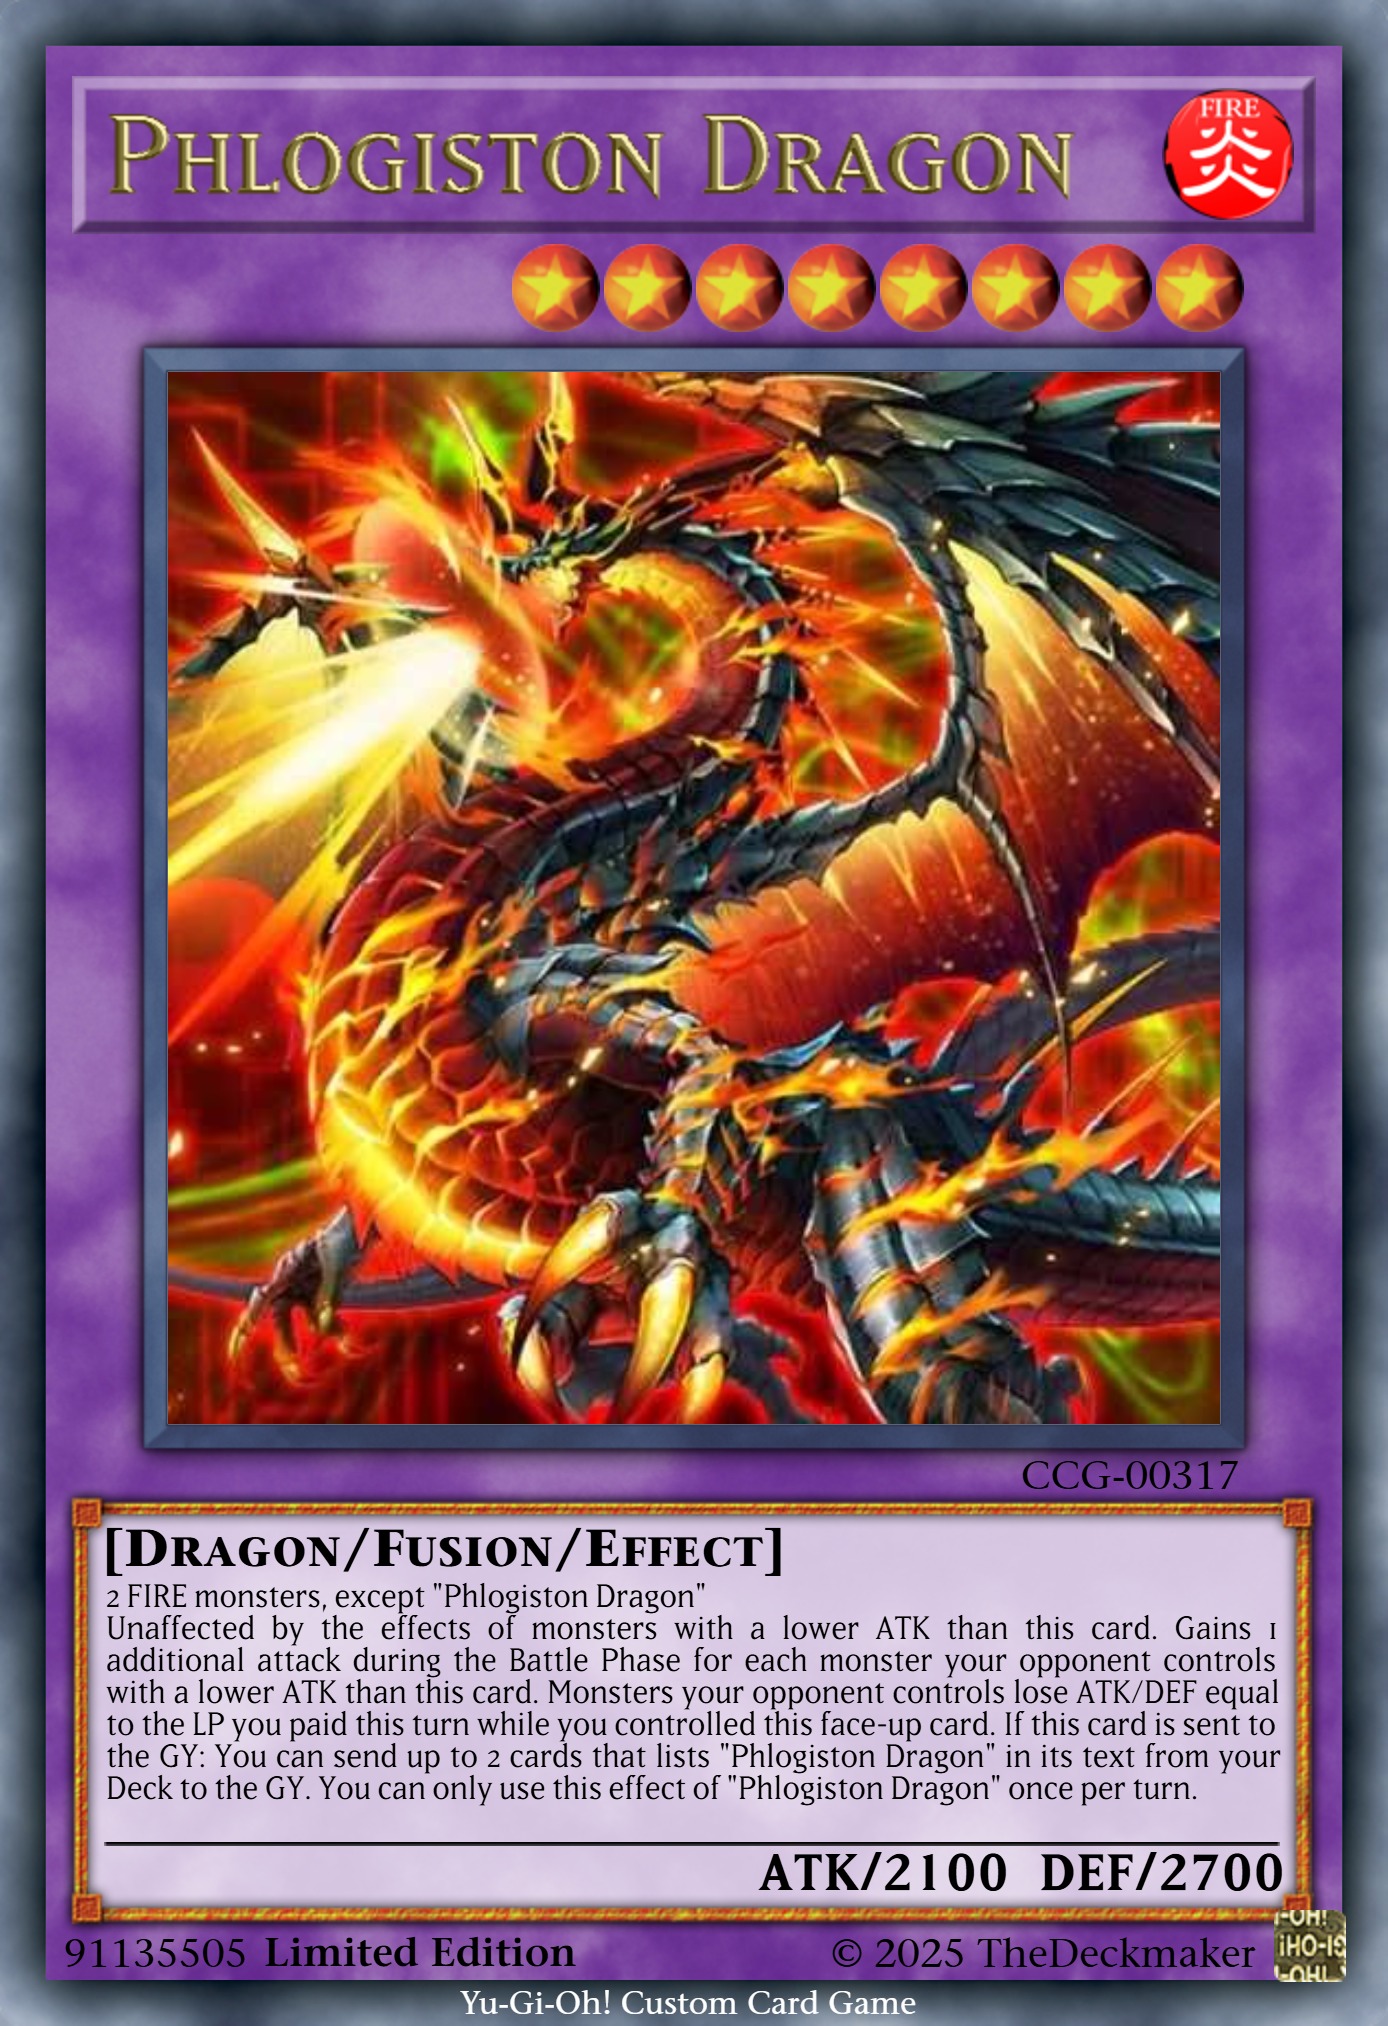 PHLOGISTON DRAGON
FIRE
炎
CCG-00317
[DRAGON/FUSION/EFFECT]
2 FIRE monsters, except "Phlogiston Dragon"
Unaffected by the effects of monsters with a lower ATK than this card. Gains 1
additional attack during the Battle Phase for each monster your opponent controls
with a lower ATK than this card. Monsters your opponent controls lose ATK/DEF equal
to the LP you paid this turn while you controlled this face-up card. If this card is sent to
the GY: You can send up to 2 cards that lists "Phlogiston Dragon" in its text from your
Deck to the GY. You can only use this effect of "Phlogiston Dragon" once per turn.
ATK/2100 DEF/2700
91135505 Limited Edition
© 2025 TheDeckmaker
Yu-Gi-Oh! Custom Card Game